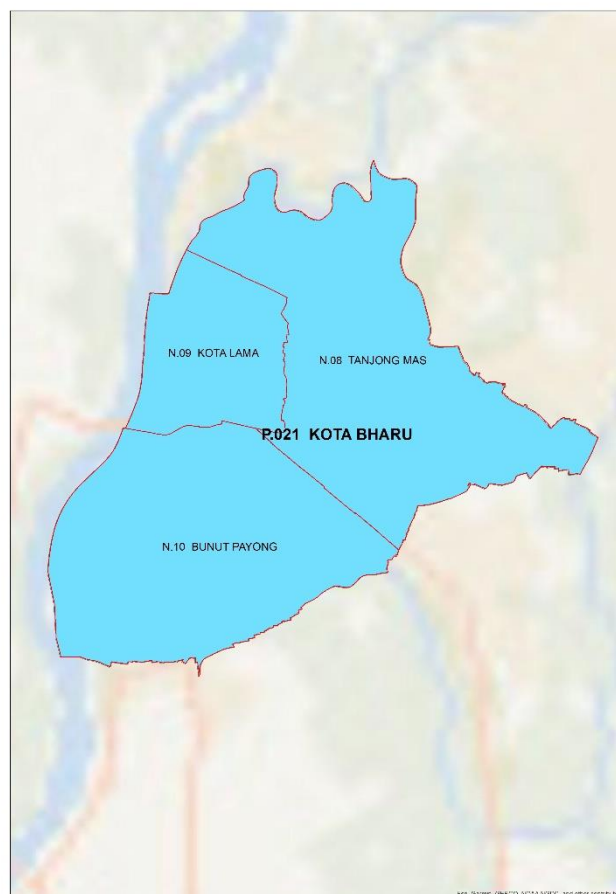 N.09 KOTA LAMA
N.08 TANJONG MAS
P.021 KOTA BHARU
N.10 BUNUT PAYONG